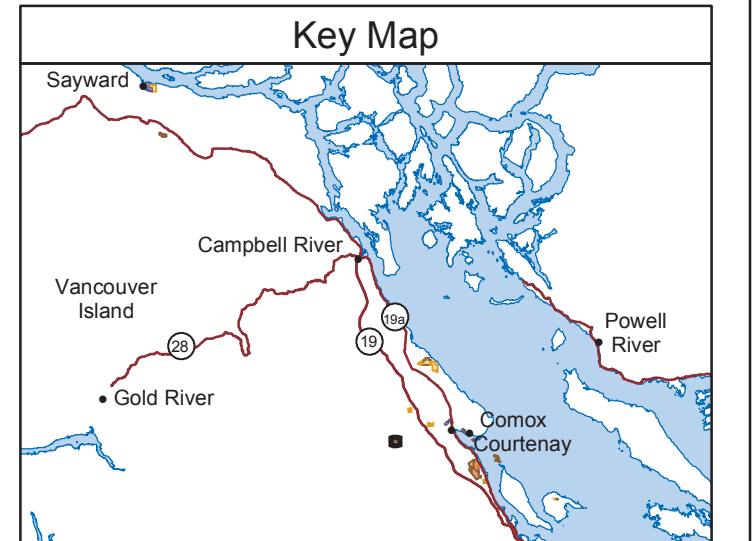 Key Map
Sayward
Campbell River
Vancouver
Island
19a
Powell
River
28
19
Gold River
Comox
Courtenay